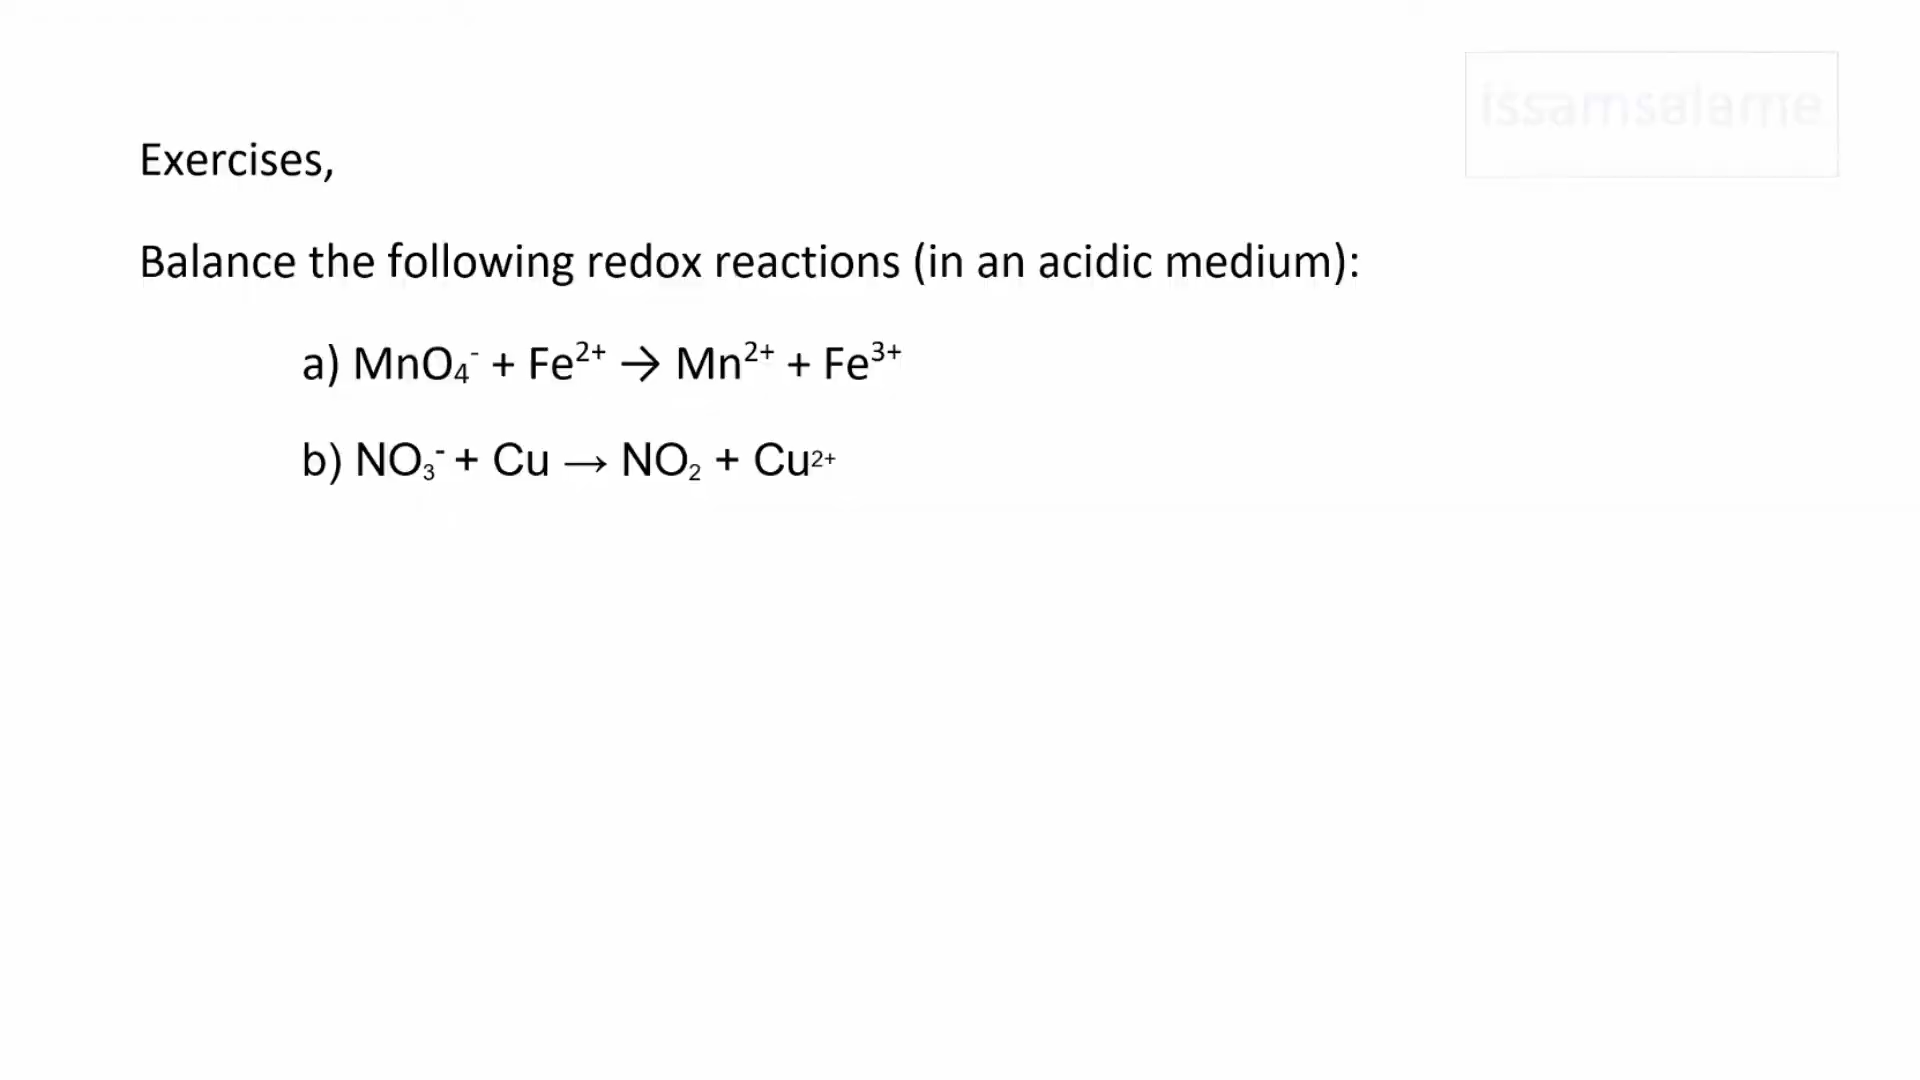 issamsalame
Exercises,
Balance the following redox reactions (in an acidic medium):
a) MnO₄⁻ + Fe²⁺ → Mn²⁺ + Fe³⁺
b) NO₃⁻ + Cu → NO₂ + Cu²⁺